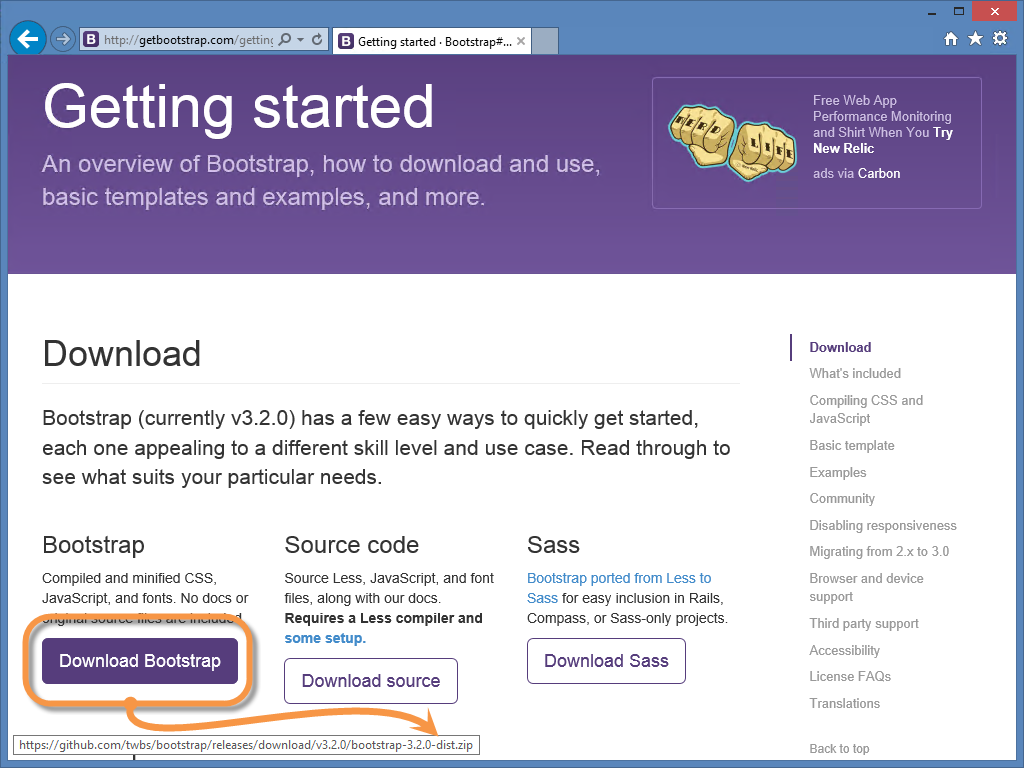 http://getbootstrap.com/getting
Getting started · Bootstrap#...
Getting started
An overview of Bootstrap, how to download and use,
basic templates and examples, and more.
NERD LIFE
Free Web App
Performance Monitoring
and Shirt When You Try
New Relic
ads via Carbon
Download
Bootstrap (currently v3.2.0) has a few easy ways to quickly get started,
each one appealing to a different skill level and use case. Read through to
see what suits your particular needs.
Bootstrap
Compiled and minified CSS,
JavaScript, and fonts. No docs or
original source files are included.
Download Bootstrap
Source code
Source Less, JavaScript, and font
files, along with our docs.
Requires a Less compiler and
some setup.
Download source
Sass
Bootstrap ported from Less to
Sass for easy inclusion in Rails,
Compass, or Sass-only projects.
Download Sass
Download
What's included
Compiling CSS and
JavaScript
Basic template
Examples
Community
Disabling responsiveness
Migrating from 2.x to 3.0
Browser and device
support
Third party support
Accessibility
License FAQs
Translations
Back to top
https://github.com/twbs/bootstrap/releases/download/v3.2.0/bootstrap-3.2.0-dist.zip